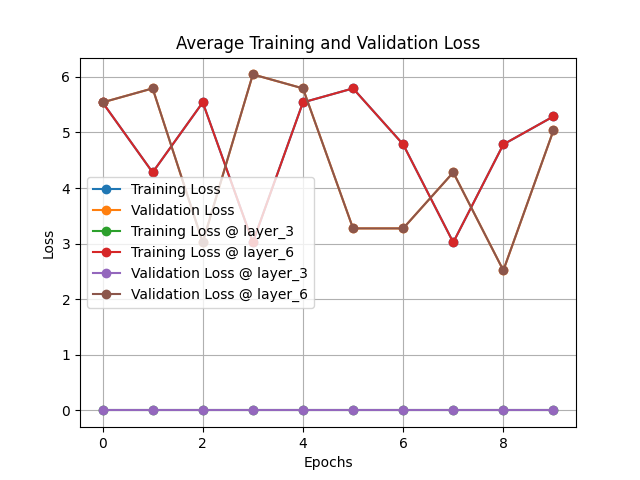 Average Training and Validation Loss
6
5
4
3
2
1
0
Loss
Training Loss
Validation Loss
Training Loss @ layer_3
Training Loss @ layer_6
Validation Loss @ layer_3
Validation Loss @ layer_6
0 2 4 6 8
Epochs